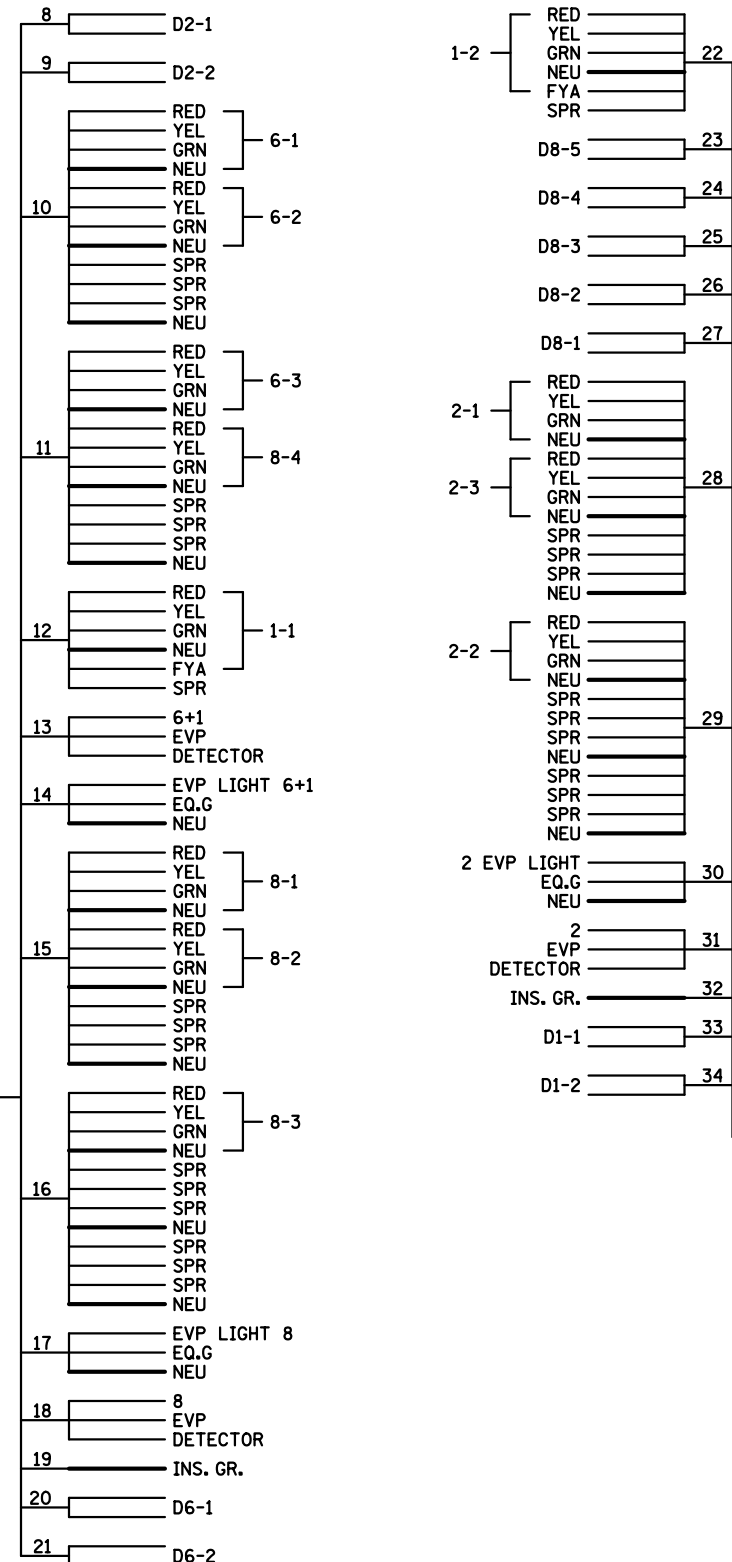 8
D2-1
9
D2-2
10
RED
YEL
GRN
NEU
6-1
RED
YEL
GRN
NEU
6-2
SPR
SPR
SPR
NEU
11
RED
YEL
GRN
NEU
6-3
RED
YEL
GRN
NEU
8-4
SPR
SPR
SPR
NEU
12
RED
YEL
GRN
NEU
FYA
1-1
SPR
13
6+1
EVP
DETECTOR
14
EVP LIGHT 6+1
EQ.G
NEU
15
RED
YEL
GRN
NEU
8-1
RED
YEL
GRN
NEU
8-2
SPR
SPR
SPR
NEU
16
RED
YEL
GRN
NEU
8-3
SPR
SPR
SPR
NEU
SPR
SPR
SPR
NEU
17
EVP LIGHT 8
EQ.G
NEU
18
8
EVP
DETECTOR
19
INS. GR.
20
D6-1
21
D6-2
1-2
RED
YEL
GRN
NEU
FYA
SPR
22
D8-5
23
D8-4
24
D8-3
25
D8-2
26
D8-1
27
2-1
RED
YEL
GRN
NEU
2-3
RED
YEL
GRN
NEU
SPR
SPR
SPR
NEU
28
2-2
RED
YEL
GRN
NEU
SPR
SPR
SPR
NEU
SPR
SPR
SPR
NEU
29
2 EVP LIGHT
EQ.G
NEU
30
2
EVP
DETECTOR
31
INS. GR.
32
D1-1
33
D1-2
34